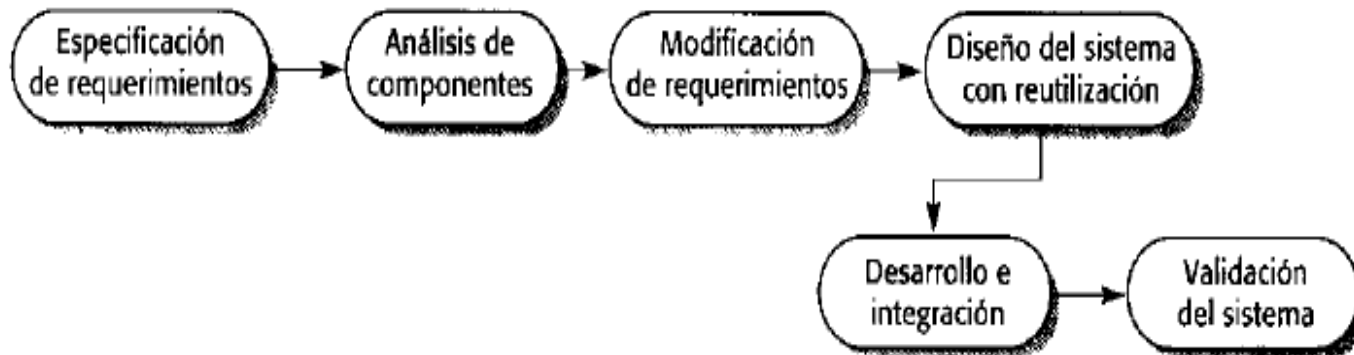 Especificación
de requerimientos
Análisis de
componentes
Modificación
de requerimientos
Diseño del sistema
con reutilización
Desarrollo e
integración
Validación
del sistema